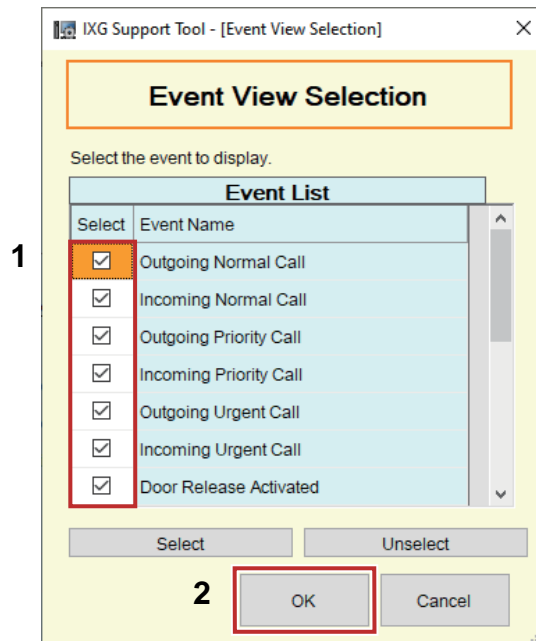 IXG Support Tool - [Event View Selection]
Event View Selection
Select the event to display.
Event List
Select Event Name
1
Outgoing Normal Call
Incoming Normal Call
Outgoing Priority Call
Incoming Priority Call
Outgoing Urgent Call
Incoming Urgent Call
Door Release Activated
Select Unselect
2 OK Cancel